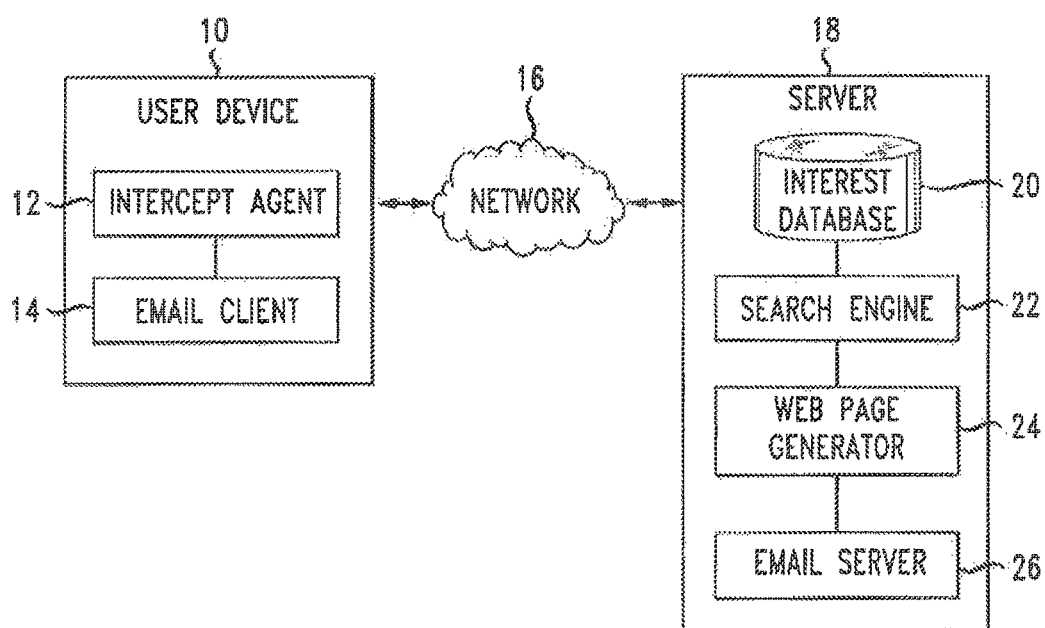 10
USER DEVICE
12
INTERCEPT AGENT
14
EMAIL CLIENT
16
NETWORK
18
SERVER
INTEREST
DATABASE
20
SEARCH ENGINE
22
WEB PAGE
GENERATOR
24
EMAIL SERVER
26